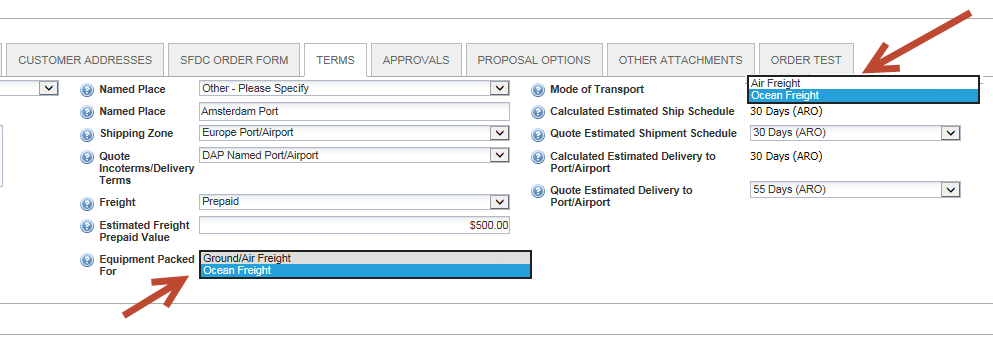 CUSTOMER ADDRESSES SFDC ORDER FORM TERMS APPROVALS PROPOSAL OPTIONS OTHER ATTACHMENTS ORDER TEST
Named Place Other - Please Specify
Named Place Amsterdam Port
Shipping Zone Europe Port/Airport
Quote
Incoterms/Delivery
Terms
DAP Named Port/Airport
Freight Prepaid
Estimated Freight
Prepaid Value
$500.00
Equipment Packed
For
Ground/Air Freight
Ocean Freight
Mode of Transport
Air Freight
Ocean Freight
Calculated Estimated Ship Schedule 30 Days (ARO)
Quote Estimated Shipment Schedule 30 Days (ARO)
Calculated Estimated Delivery to
Port/Airport
30 Days (ARO)
Quote Estimated Delivery to
Port/Airport
55 Days (ARO)